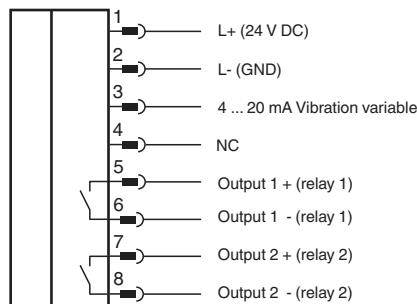 1 L+ (24 V DC)
2 L- (GND)
3 4 ... 20 mA Vibration variable
4 NC
5 Output 1 + (relay 1)
6 Output 1 - (relay 1)
7 Output 2 + (relay 2)
8 Output 2 - (relay 2)